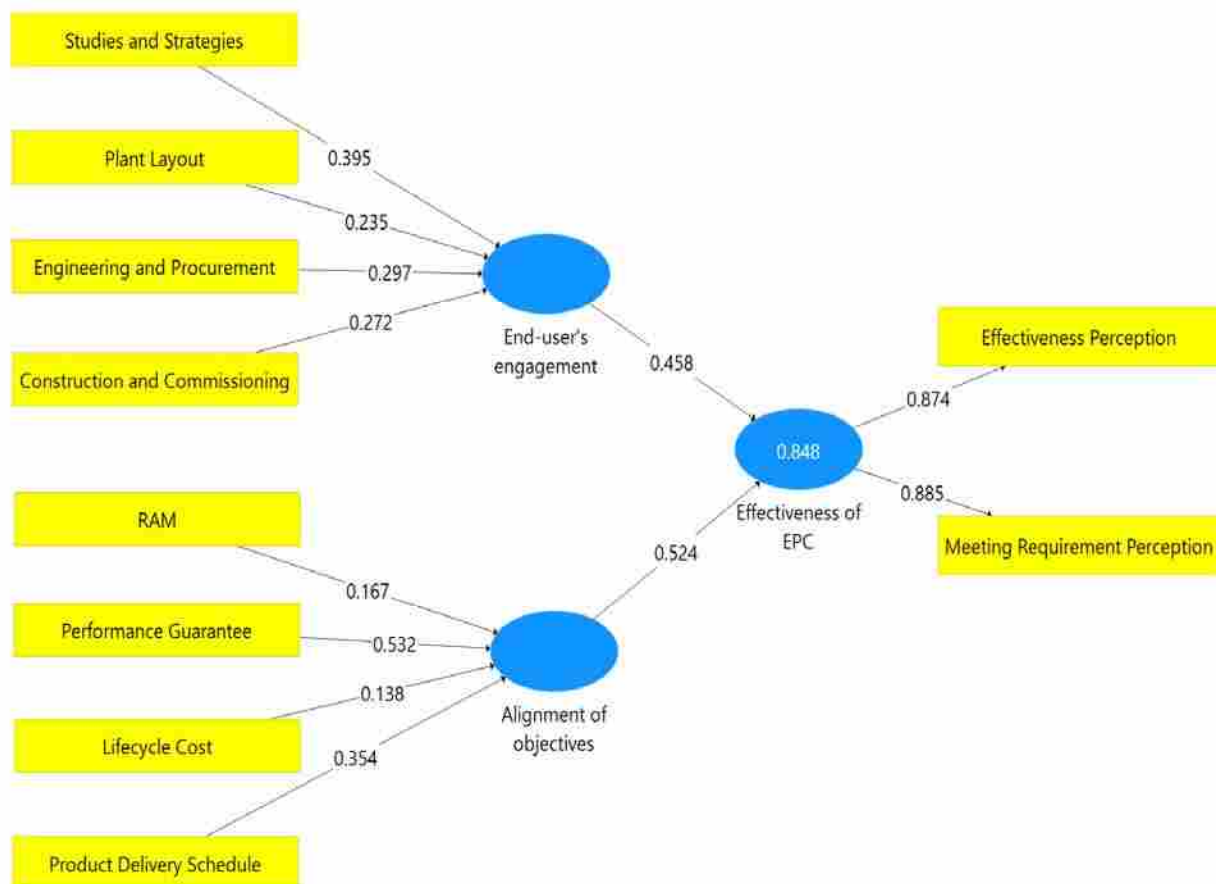 Studies and Strategies
0.395
Plant Layout
0.235
Engineering and Procurement
0.297
0.272
Construction and Commissioning
End-user's
engagement
0.458
Effectiveness Perception
0.874
0.848
0.885
Effectiveness of
EPC
Meeting Requirement Perception
RAM
0.167
0.524
Performance Guarantee
0.532
0.138
Lifecycle Cost
Alignment of
objectives
0.354
Product Delivery Schedule